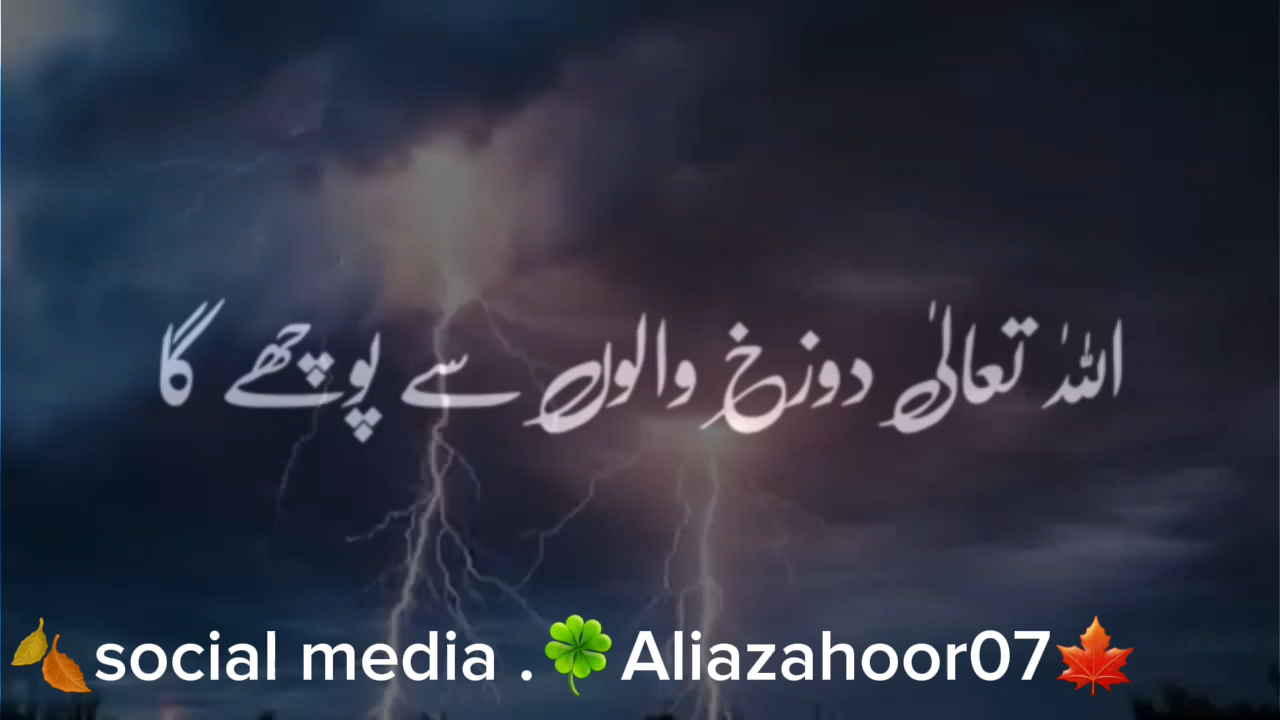 اللہ تعالیٰ دوزخ والوں سے پوچھے گا
🍂social media .🍀Aliazahoor07🍁